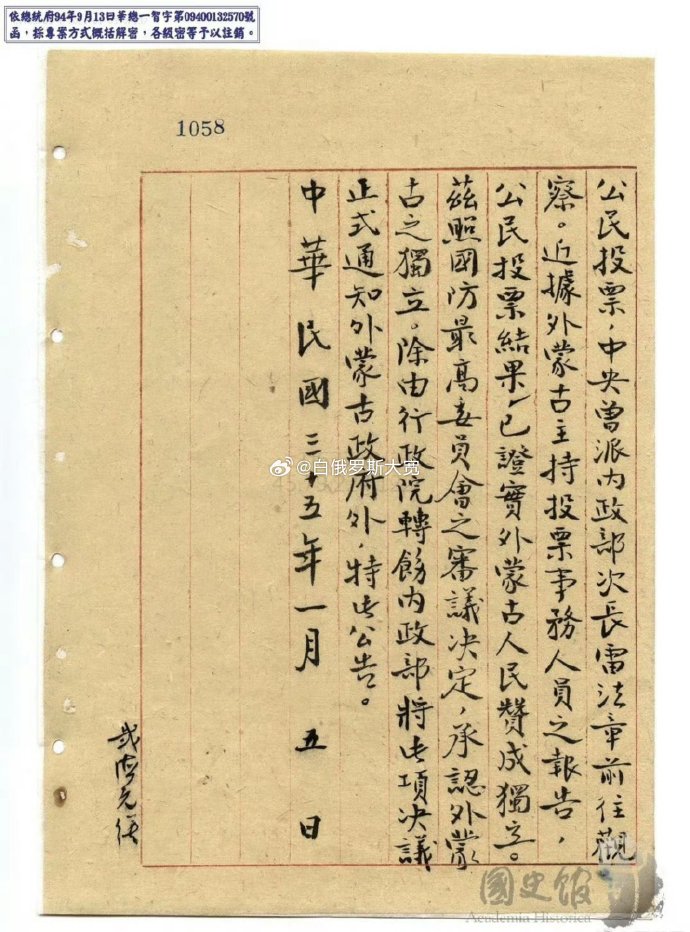 依總統府94年9月13日華總一智字第09400132570號
函，採專案方式概括解密，各級密等予以註銷。
1058
公民投票，中央曾派內政部次長雷法章前往觀
察。近據外蒙古主持投票事務人員之報告，
公民投票結果，已證實外蒙古人民贊成獨立。
茲照國防最高委員會之審議決定，承認外蒙
古之獨立。除由行政院轉飭內政部將此項決議
正式通知外蒙古政府外，特此公告。
中華民國三十五年一月 五 日
@白俄罗斯大宽
國史館
Academia Historica